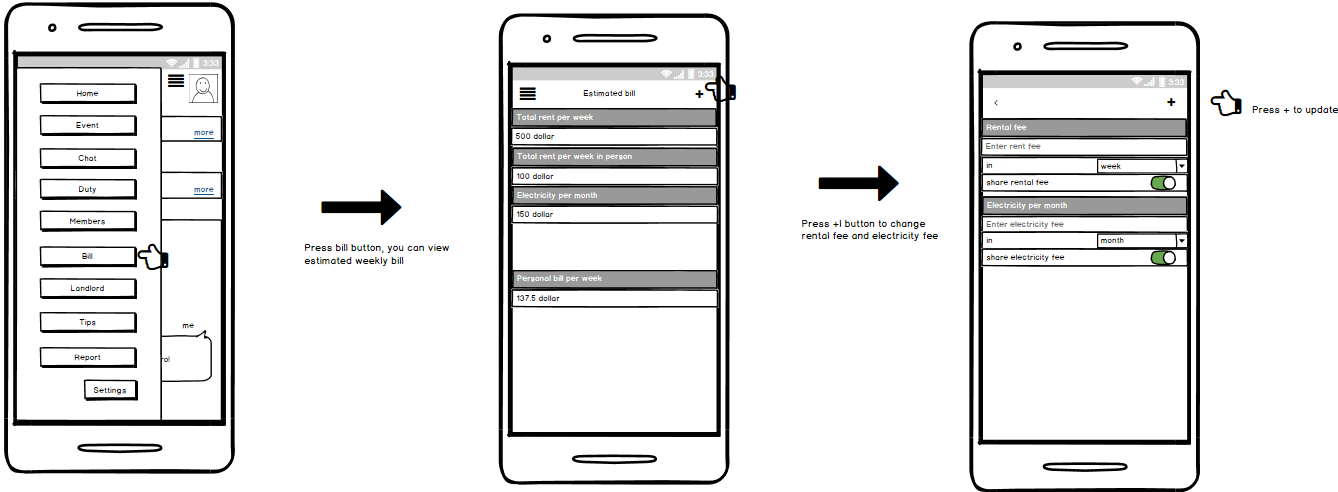 3:33
Home
Event
Chat
Duty
Members
Bill
Landlord
Tips
Report
Settings
more
more
me
ro!
Press bill button, you can view
estimated weekly bill
3:33
Estimated bill
+
Total rent per week
500 dollar
Total rent per week in person
100 dollar
Electricity per month
150 dollar
Personal bill per week
137.5 dollar
Press +l button to change
rental fee and electricity fee
3:33
< +
Rental fee
Enter rent fee
in week
share rental fee
Electricity per month
Enter electricity fee
in month
share electricity fee
Press + to update